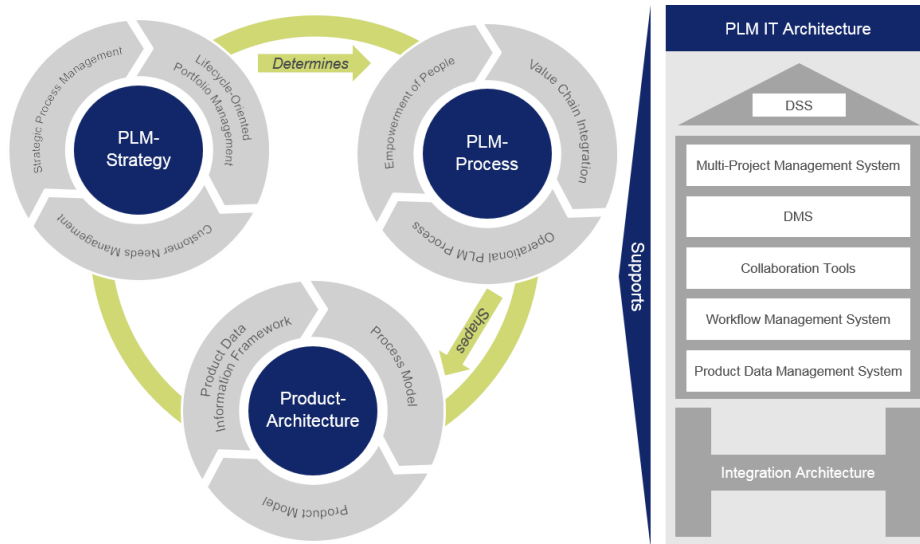 PLM-
Strategy
Strategic Process Management
Lifecycle-Oriented
Portfolio Management
Customer Needs Management
Determines
PLM-
Process
Empowerment of People
Value Chain Integration
Operational PLM Process
Shapes
Product-
Architecture
Product Data
Information Framework
Process Model
Product Model
Supports
PLM IT Architecture
DSS
Multi-Project Management System
DMS
Collaboration Tools
Workflow Management System
Product Data Management System
Integration Architecture